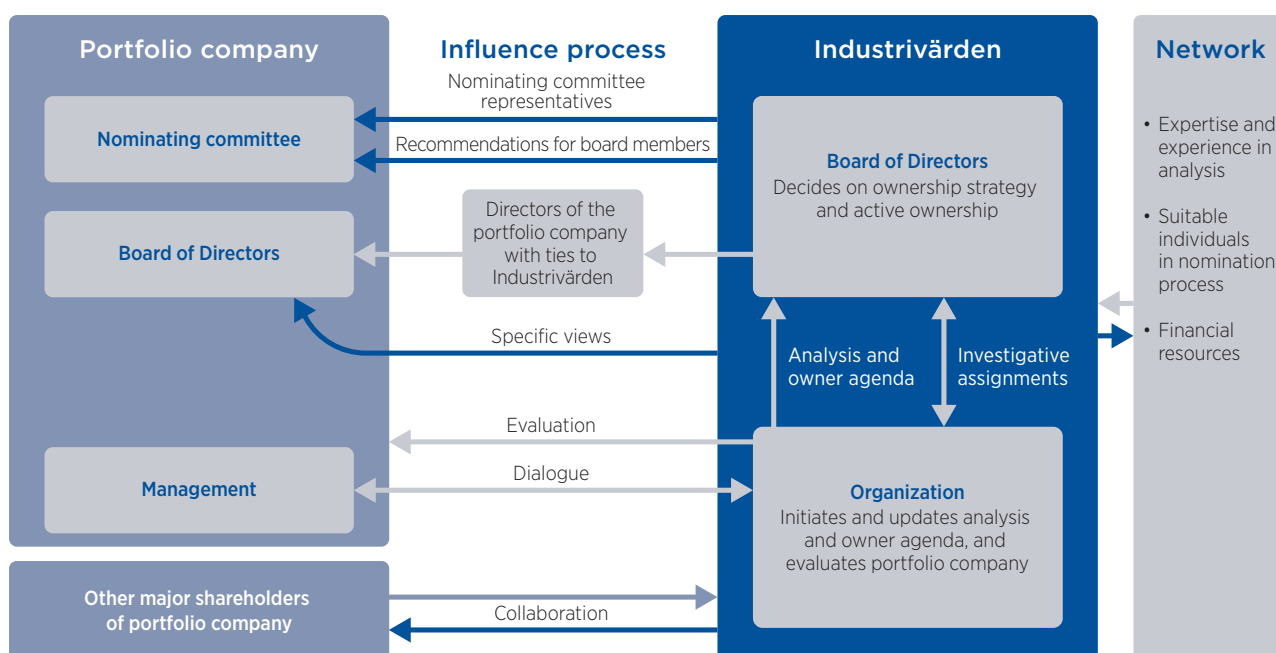 Portfolio company
Nominating committee
Board of Directors
Management
Other major shareholders
of portfolio company
Influence process
Nominating committee
representatives
Recommendations for board members
Directors of the
portfolio company
with ties to
Industrivärden
Specific views
Evaluation
Dialogue
Collaboration
Industrivärden
Board of Directors
Decides on ownership strategy
and active ownership
Analysis and
owner agenda
Investigative
assignments
Organization
Initiates and updates analysis
and owner agenda, and
evaluates portfolio company
Network
• Expertise and
experience in
analysis
• Suitable
individuals
in nomination
process
• Financial
resources